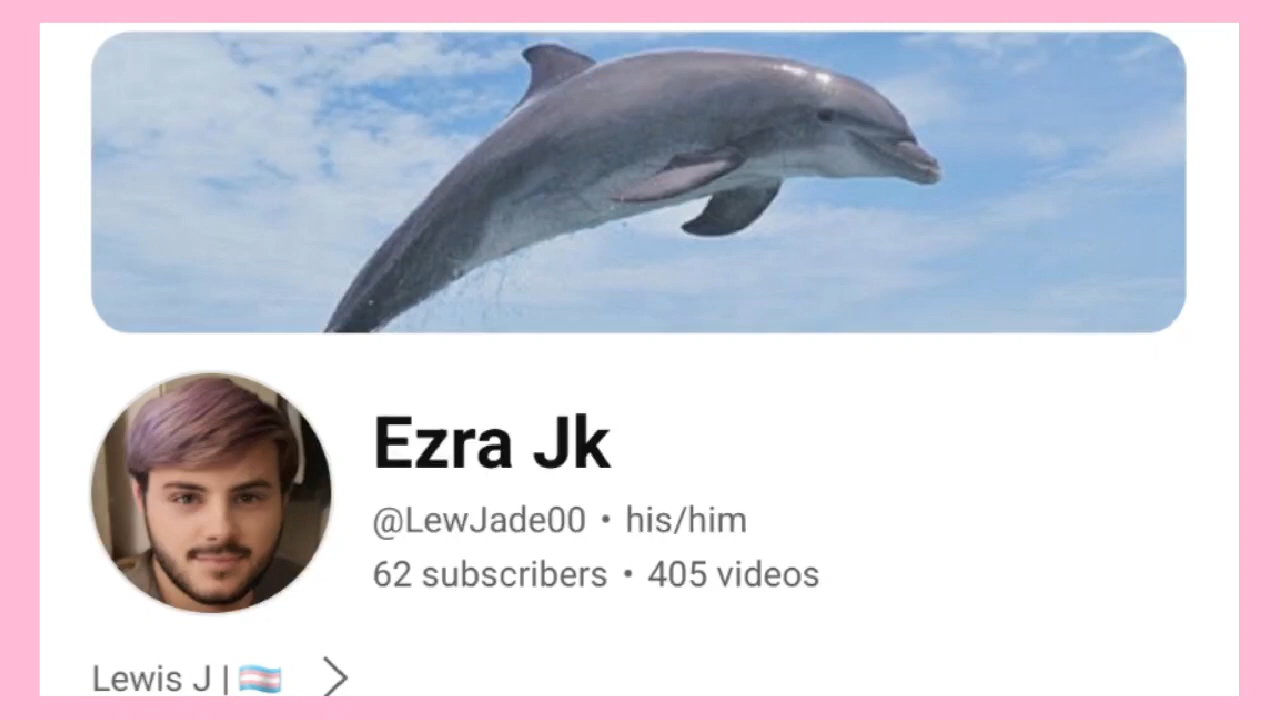 Ezra Jk
@LewJade00 • his/him
62 subscribers • 405 videos
Lewis J | 🏳️‍⚧️